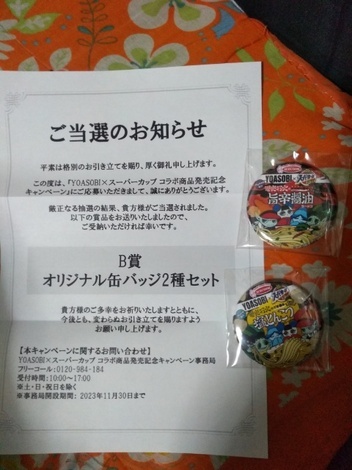 ご当選のお知らせ
平素は格別のお引き立てを賜り、厚く御礼申し上げます。
この度は、『YOASOBI×スーパーカップ コラボ商品発売記念
キャンペーン』にご応募いただきまして、誠にありがとうございます。
厳正なる抽選の結果、貴方様がご当選されました。
以下の賞品をお送りいたしましたので、
ご受納いただければ幸いです。
B賞
オリジナル缶バッジ2種セット
貴方様のご多幸をお祈りいたしますとともに、
今後とも、変わらぬお引き立てを賜りますよう
お願い申し上げます。
【本キャンペーンに関するお問い合わせ】
YOASOBI×スーパーカップ コラボ商品発売記念キャンペーン事務局
フリーコール:0120-984-184
受付時間:10:00~17:00
※土・日・祝日を除く
※事務局開設期間: 2023年11月30日まで
YOASOBI
旨辛醤油
YOASOBI